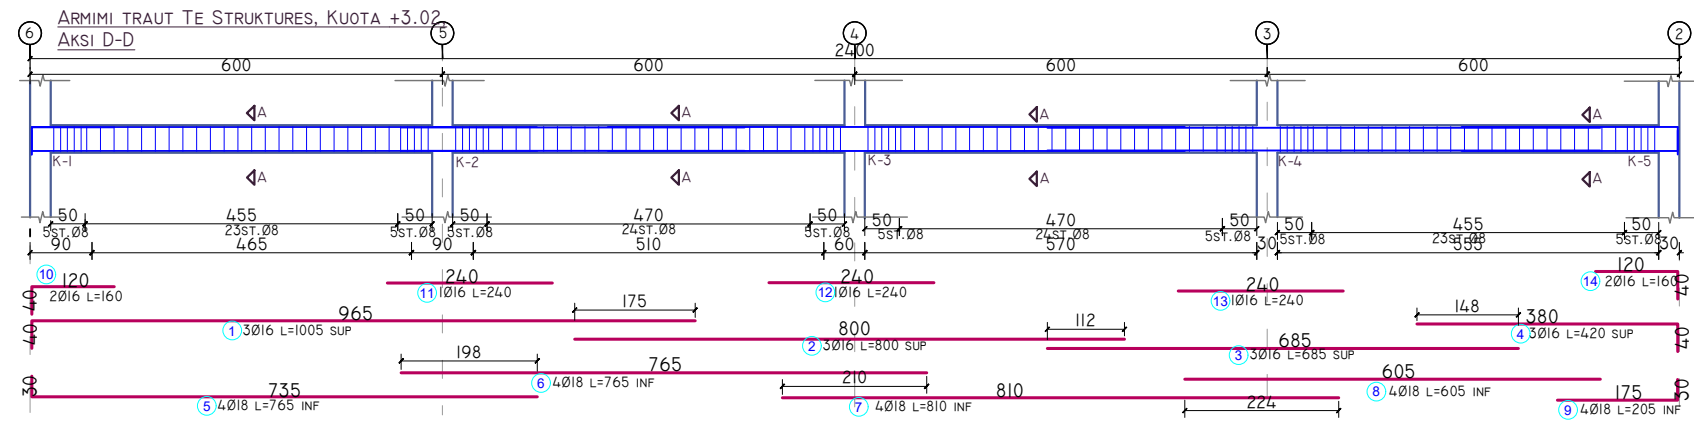 ARMIMI TRAUT TE STRUKTURES, KUOTA +3.02
AKSI D-D
6 5 4 3 2
2400
600 600 600 600
A A A A
K-1 K-2 K-3 K-4 K-5
A A A A
50 455 50 50 470 50 50 470 50 455 50
5ST.Ø8 23ST.Ø8 5ST.Ø8 5ST.Ø8 24ST.Ø8 5ST.Ø8 5ST.Ø8 24ST.Ø8 5ST.Ø8 5ST.Ø8 23ST.Ø8 5ST.Ø8
90 465 90 510 60 570 30 555 30
10 120 40
2Ø16 L=160
11 240
1Ø16 L=240
12 240
1Ø16 L=240
13 240
1Ø16 L=240
14 120 40
2Ø16 L=160
965 40 175
1 3Ø16 L=1005 SUP
800 112
2 3Ø16 L=800 SUP
685 148
3 3Ø16 L=685 SUP
380 40
4 3Ø16 L=420 SUP
30 735 198
5 4Ø18 L=765 INF
765
6 4Ø18 L=765 INF
210 810
7 4Ø18 L=810 INF
605 224
8 4Ø18 L=605 INF
175 30
9 4Ø18 L=205 INF